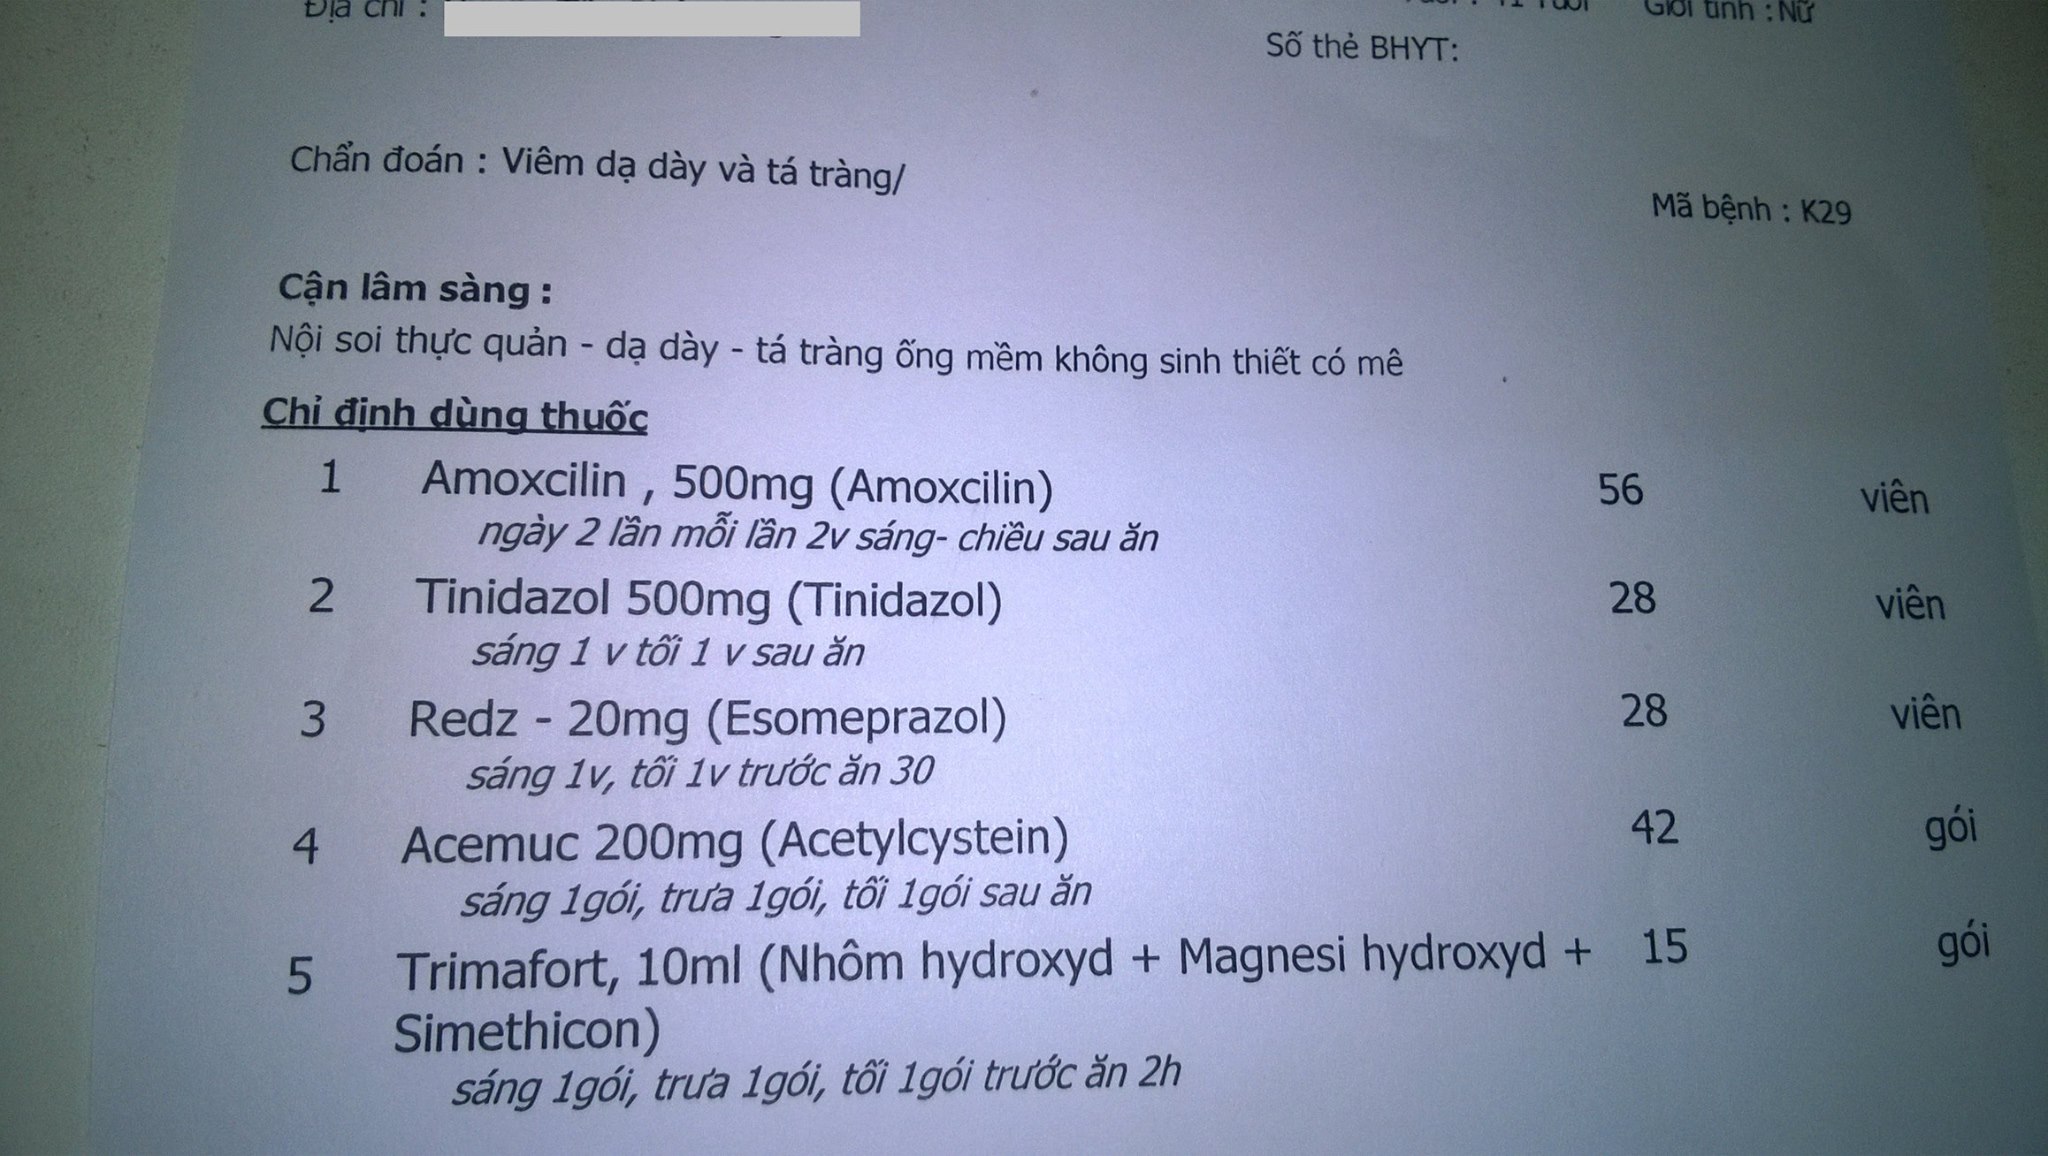 Địa chỉ :
Giới tính : Nữ
Số thẻ BHYT:
Chẩn đoán : Viêm dạ dày và tá tràng/
Mã bệnh : K29
Cận lâm sàng :
Nội soi thực quản - dạ dày - tá tràng ống mềm không sinh thiết có mê
Chỉ định dùng thuốc
1 Amoxcilin , 500mg (Amoxcilin) 56 viên
ngày 2 lần mỗi lần 2v sáng- chiều sau ăn
2 Tinidazol 500mg (Tinidazol) 28 viên
sáng 1 v tối 1 v sau ăn
3 Redz - 20mg (Esomeprazol) 28 viên
sáng 1v, tối 1v trước ăn 30
4 Acemuc 200mg (Acetylcystein) 42 gói
sáng 1gói, trưa 1gói, tối 1gói sau ăn
5 Trimafort, 10ml (Nhôm hydroxyd + Magnesi hydroxyd + 15 gói
Simethicon)
sáng 1gói, trưa 1gói, tối 1gói trước ăn 2h